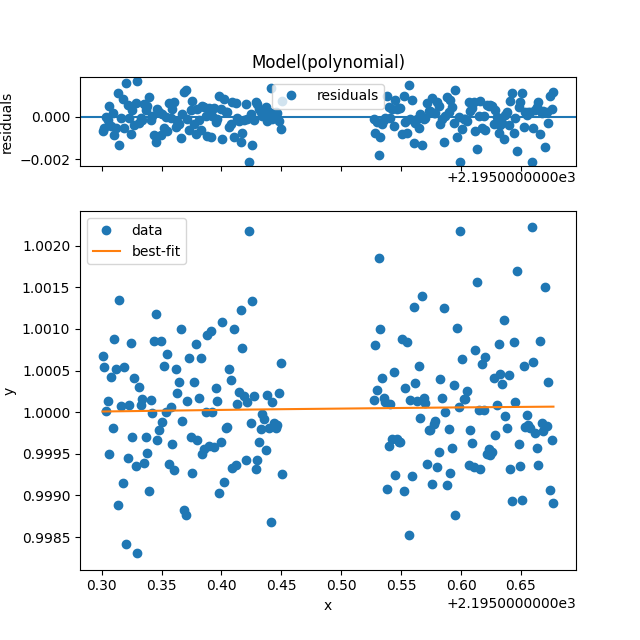 Model(polynomial)
residuals
0.000
−0.002
residuals
+2.1950000000e3
data
best-fit
1.0020
1.0015
1.0010
1.0005
1.0000
0.9995
0.9990
0.9985
y
0.30 0.35 0.40 0.45 0.50 0.55 0.60 0.65
x
+2.1950000000e3